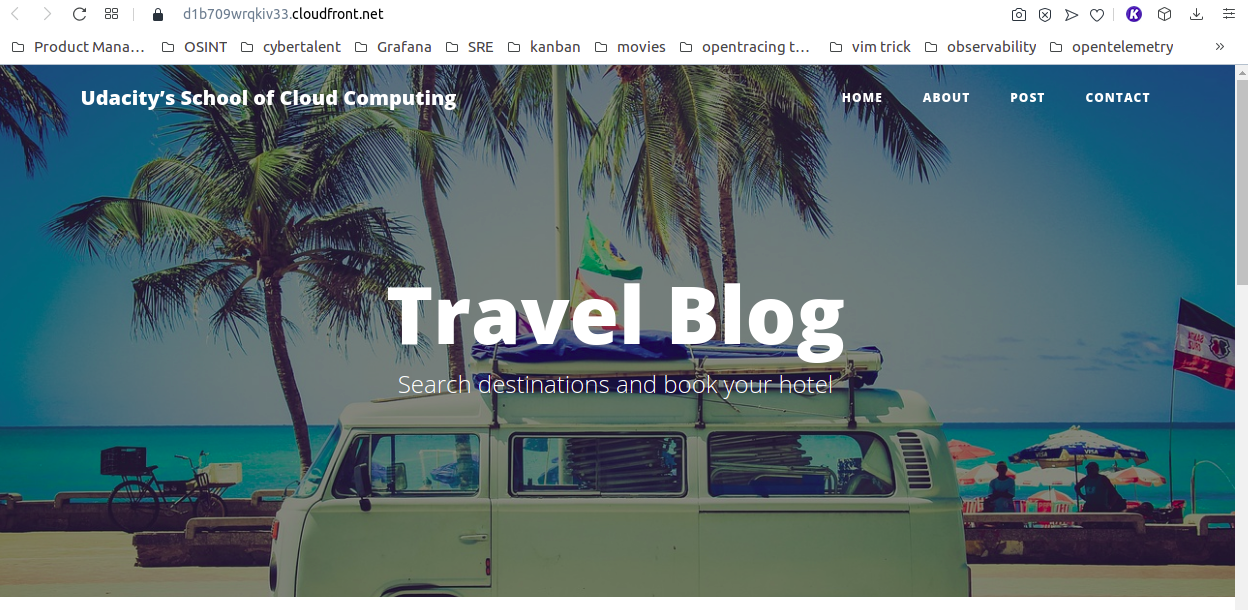 d1b709wrqkiv33.cloudfront.net
Product Mana… OSINT cybertalent Grafana SRE kanban movies opentracing t… vim trick observability opentelemetry
Udacity’s School of Cloud Computing HOME ABOUT POST CONTACT
Travel Blog
Search destinations and book your hotel
VISA